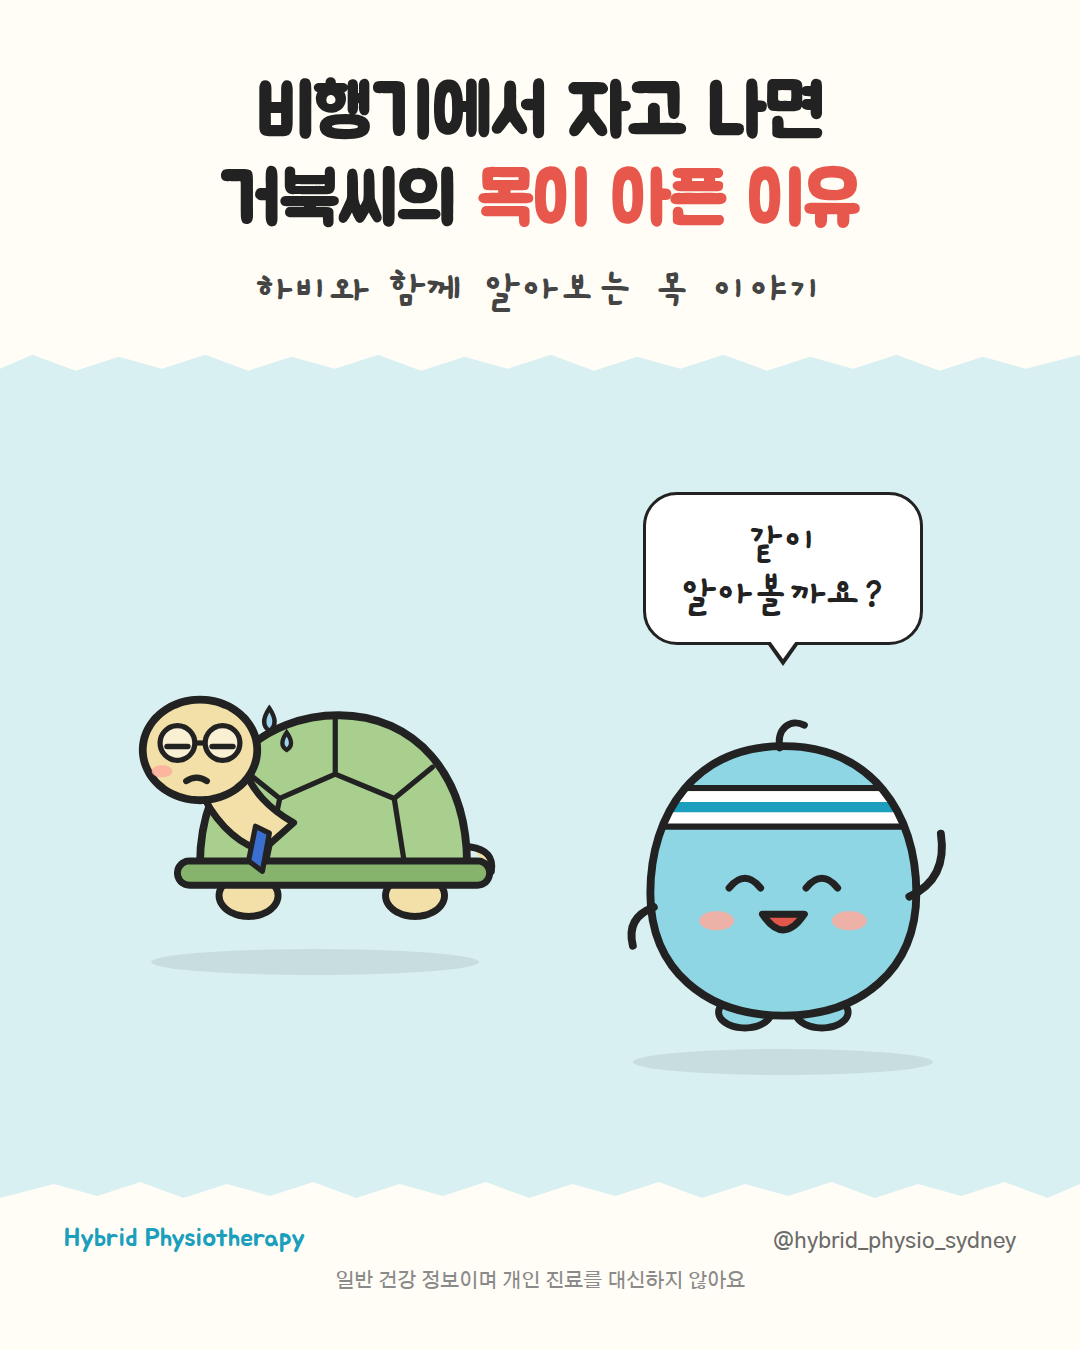 비행기에서 자고 나면
거북씨의 목이 아픈 이유
하비와 함께 알아보는 목 이야기
같이
알아볼까요?
Hybrid Physiotherapy
@hybrid_physio_sydney
일반 건강 정보이며 개인 진료를 대신하지 않아요